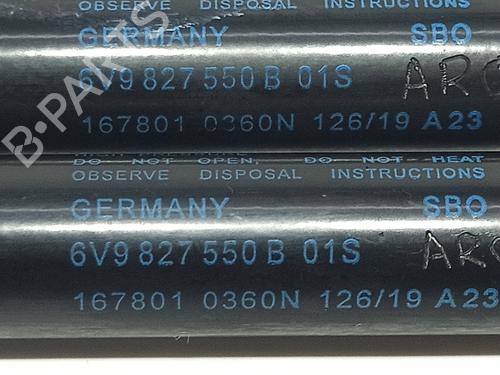 OBSERVE DISPOSAL INSTRUCTIONS
GERMANY SBO
6V9 827 550 B 01S
167801 0360N 126/19 A23
DO NOT OPEN, DO NOT HEAT
OBSERVE DISPOSAL INSTRUCTIONS
GERMANY SBO
6V9 827 550 B 01S
167801 0360N 126/19 A23
B-PARTS